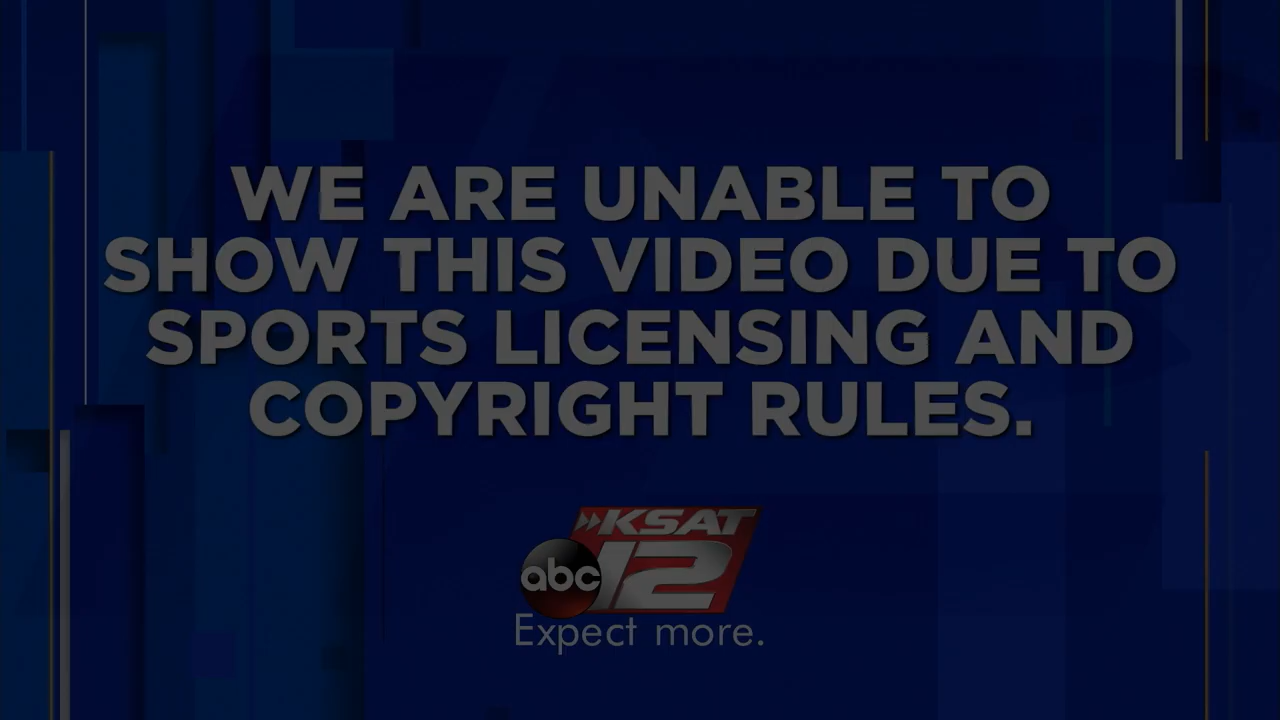 WE ARE UNABLE TO
SHOW THIS VIDEO DUE TO
SPORTS LICENSING AND
COPYRIGHT RULES.
KSAT
abc 12
Expect more.